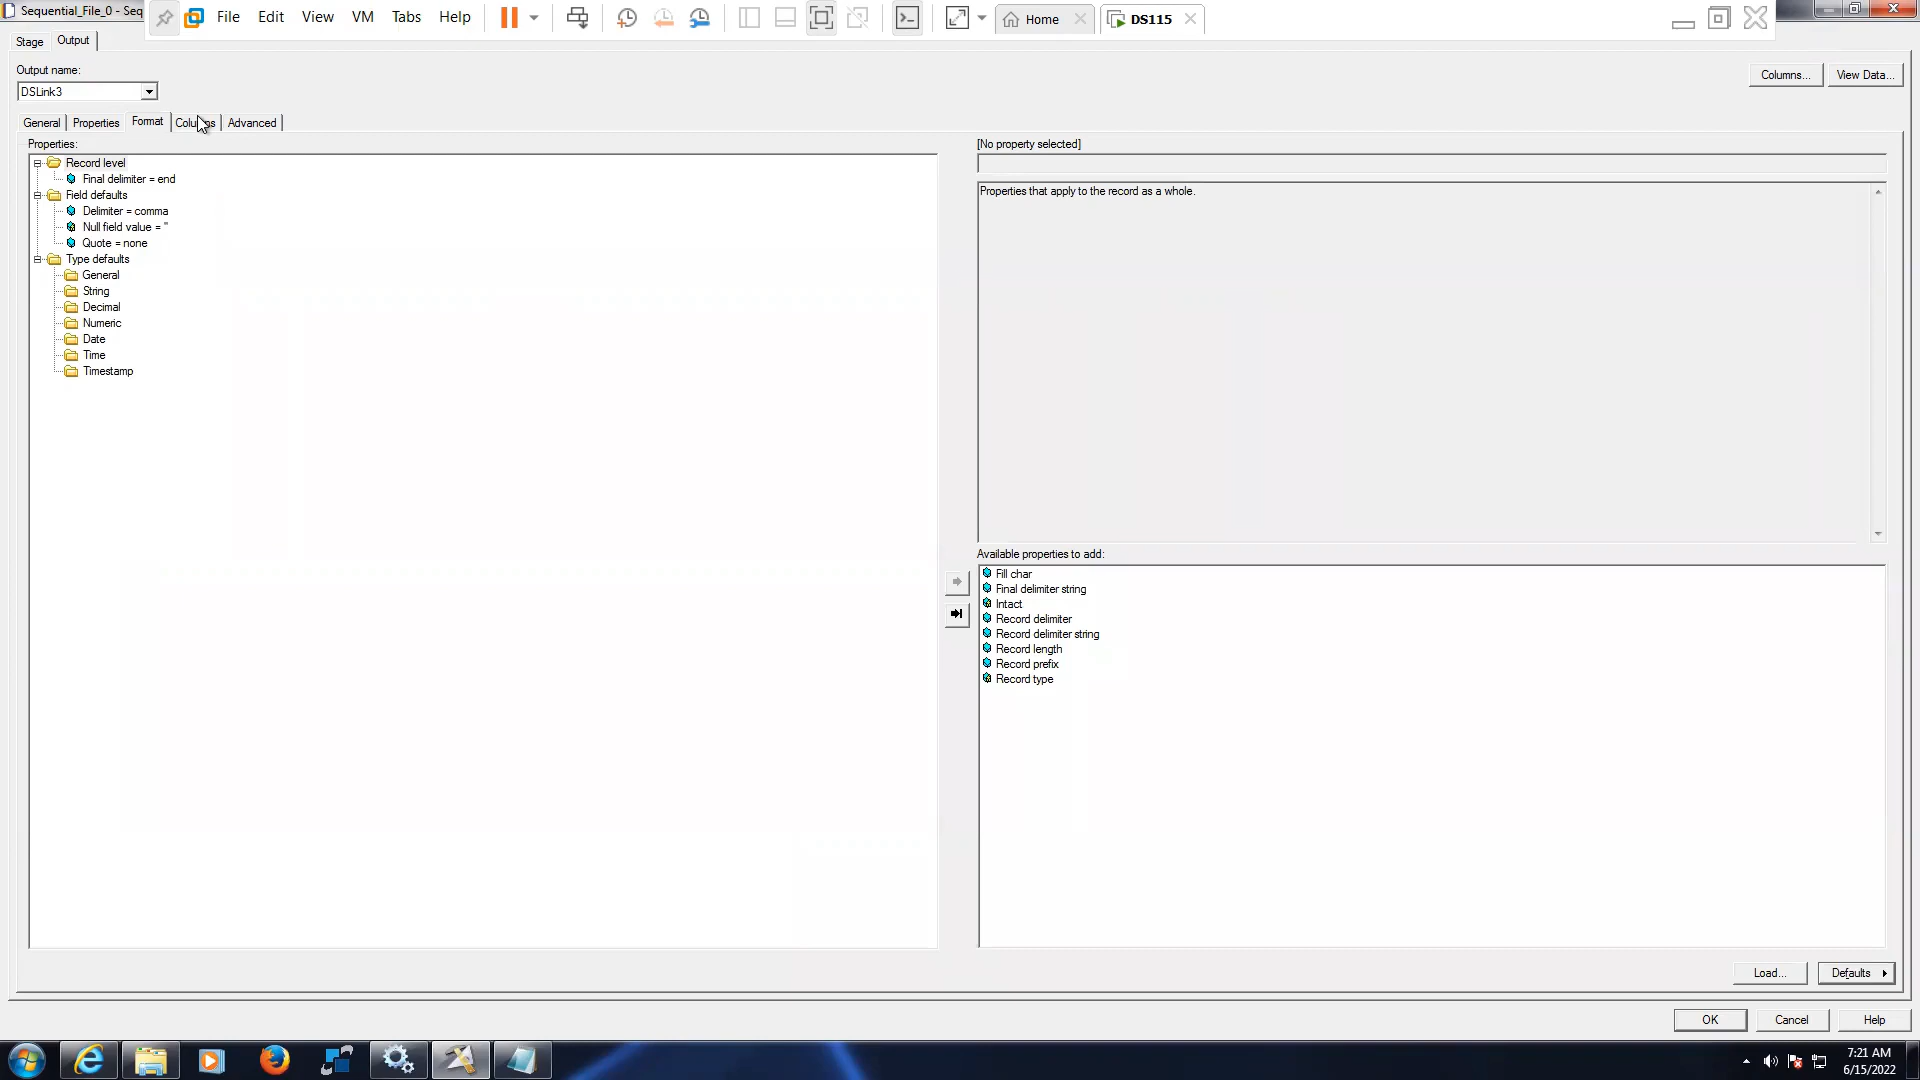 Sequential_File_0 - Seq
File Edit View VM Tabs Help
Home
DS115
Stage
Output
Output name:
DSLink3
Columns...
View Data...
General
Properties
Format
Columns
Advanced
Properties:
Record level
Final delimiter = end
Field defaults
Delimiter = comma
Null field value = ''
Quote = none
Type defaults
General
String
Decimal
Numeric
Date
Time
Timestamp
[No property selected]
Properties that apply to the record as a whole.
Available properties to add:
Fill char
Final delimiter string
Intact
Record delimiter
Record delimiter string
Record length
Record prefix
Record type
Load...
Defaults
OK
Cancel
Help
7:21 AM
6/15/2022